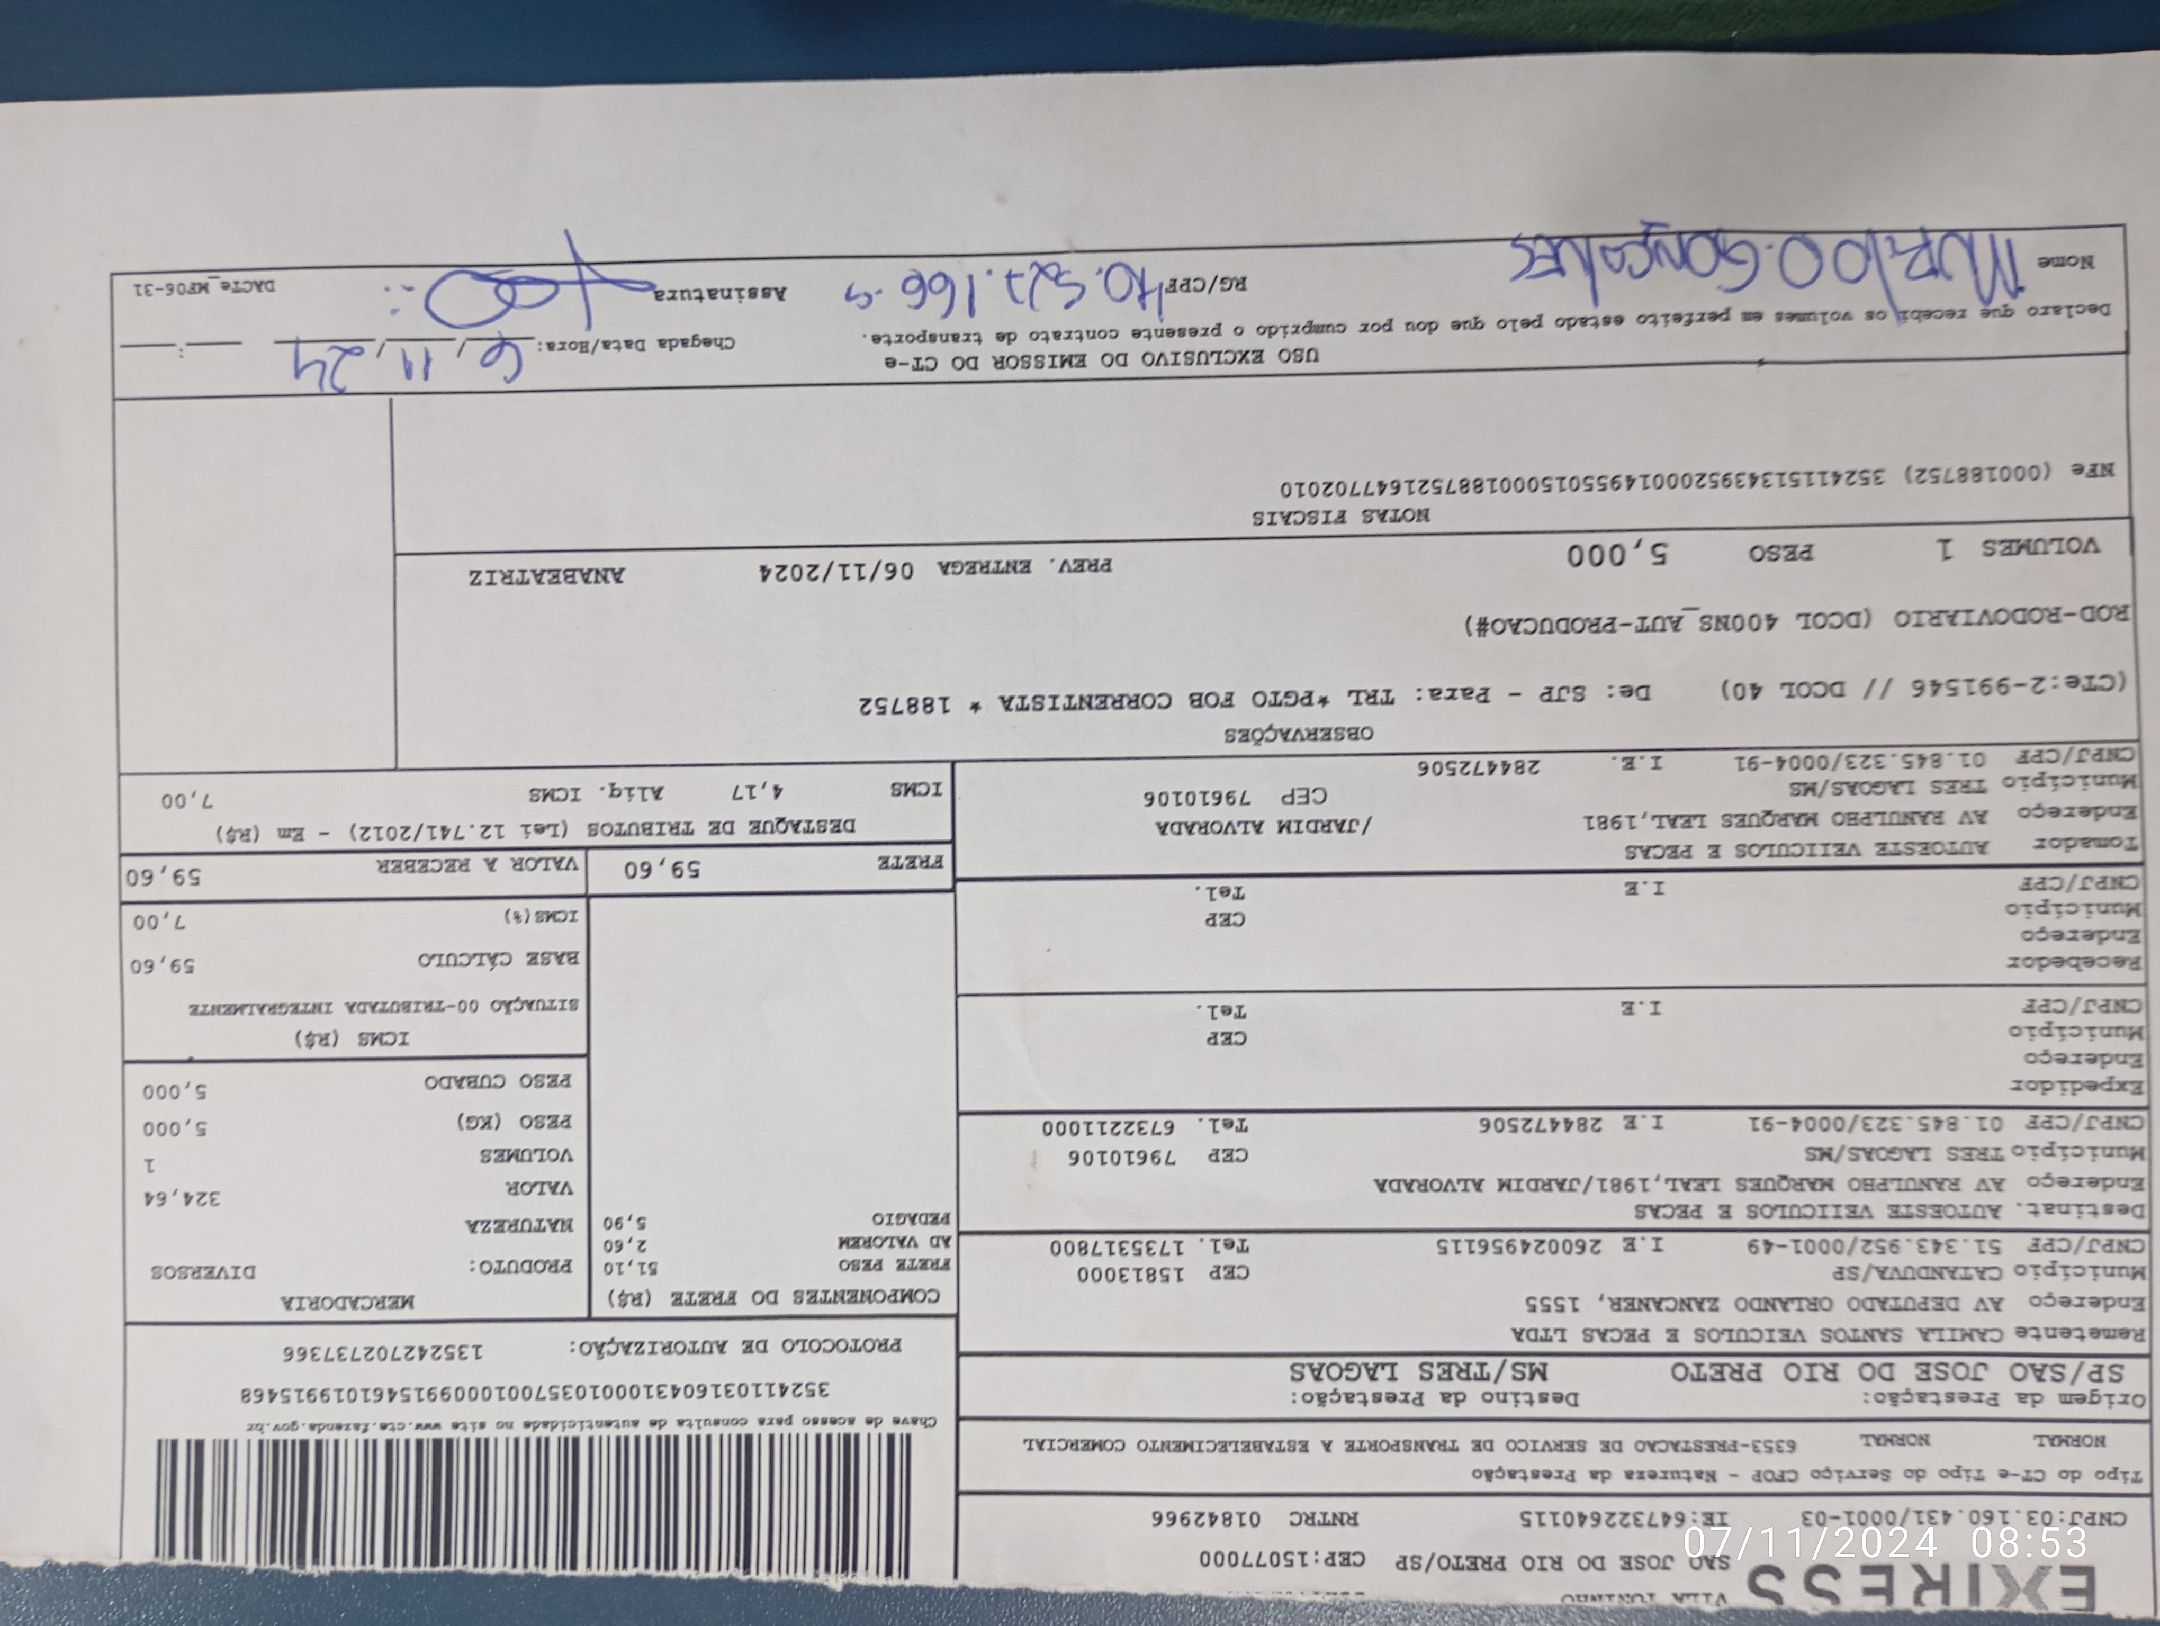 EXIRESS
VILA TONINHO
SAO JOSE DO RIO PRETO/SP CEP:15077000
CNPJ:03.160.431/0001-03 IE:647322640115 RNTRC 01842966
Tipo do CT-e Tipo do Serviço CFOP - Natureza da Prestação
NORMAL NORMAL 6353-PRESTACAO DE SERVICO DE TRANSPORTE A ESTABELECIMENTO COMERCIAL
Origem da Prestação: Destino da Prestação:
SP/SAO JOSE DO RIO PRETO MS/TRES LAGOAS
Chave de acesso para consulta de autenticidade no site www.cte.fazenda.gov.br
35241103160431000103570010009915461019915468
PROTOCOLO DE AUTORIZAÇÃO: 135242702737366
Remetente CAMILA SANTOS VEICULOS E PECAS LTDA
Endereço AV DEPUTADO ORLANDO ZANCANER, 1555
Município CATANDUVA/SP CEP 15813000
CNPJ/CPF 51.343.952/0001-49 I.E 260024956115 Tel. 1735317800
Destinat. AUTOESTE VEIICULOS E PECAS
Endereço AV RANULPHO MARQUES LEAL,1981/JARDIM ALVORADA
Município TRES LAGOAS/MS CEP 79610106
CNPJ/CPF 01.845.323/0004-91 I.E 284472506 Tel. 6732211000
Expedidor
Endereço
Município CEP
CNPJ/CPF I.E Tel.
Recebedor
Endereço
Município CEP
CNPJ/CPF I.E Tel.
Tomador AUTOESTE VEIICULOS E PECAS
Endereço AV RANULPHO MARQUES LEAL,1981 /JARDIM ALVORADA
Município TRES LAGOAS/MS CEP 79610106
CNPJ/CPF 01.845.323/0004-91 I.E. 284472506
COMPONENTES DO FRETE (R$)
FRETE PESO 51,10
AD VALOREM 2,60
PEDAGIO 5,90
MERCADORIA
PRODUTO: DIVERSOS
NATUREZA
VALOR 324,64
VOLUMES 1
PESO (KG) 5,000
PESO CUBADO 5,000
ICMS (R$)
SITUAÇÃO 00-TRIBUTADA INTEGRALMENTE
BASE CÁLCULO 59,60
ICMS(%) 7,00
FRETE 59,60 VALOR A RECEBER 59,60
DESTAQUE DE TRIBUTOS (Lei 12.741/2012) - Em (R$)
ICMS 4,17 Aliq. ICMS 7,00
OBSERVAÇÕES
(CTe:2-991546 // DCOL 40) De: SJP - Para: TRL *PGTO FOB CORRENTISTA * 188752
ROD-RODOVIARIO (DCOL 400NS_AUT-PRODUCAO#)
VOLUMES 1 PESO 5,000 PREV. ENTREGA 06/11/2024 ANABEATRIZ
NOTAS FISCAIS
NFe (000188752) 35241151343952000149550150001887521647702010
USO EXCLUSIVO DO EMISSOR DO CT-e
Declaro que recebi os volumes em perfeito estado pelo que dou por cumprido o presente contrato de transporte.
Chegada Data/Hora: 6/11/24 __:__
Nome MURILO O. GONÇALVES RG/CPF Assinatura
DACTe_MF06-31
07/11/2024 08:53